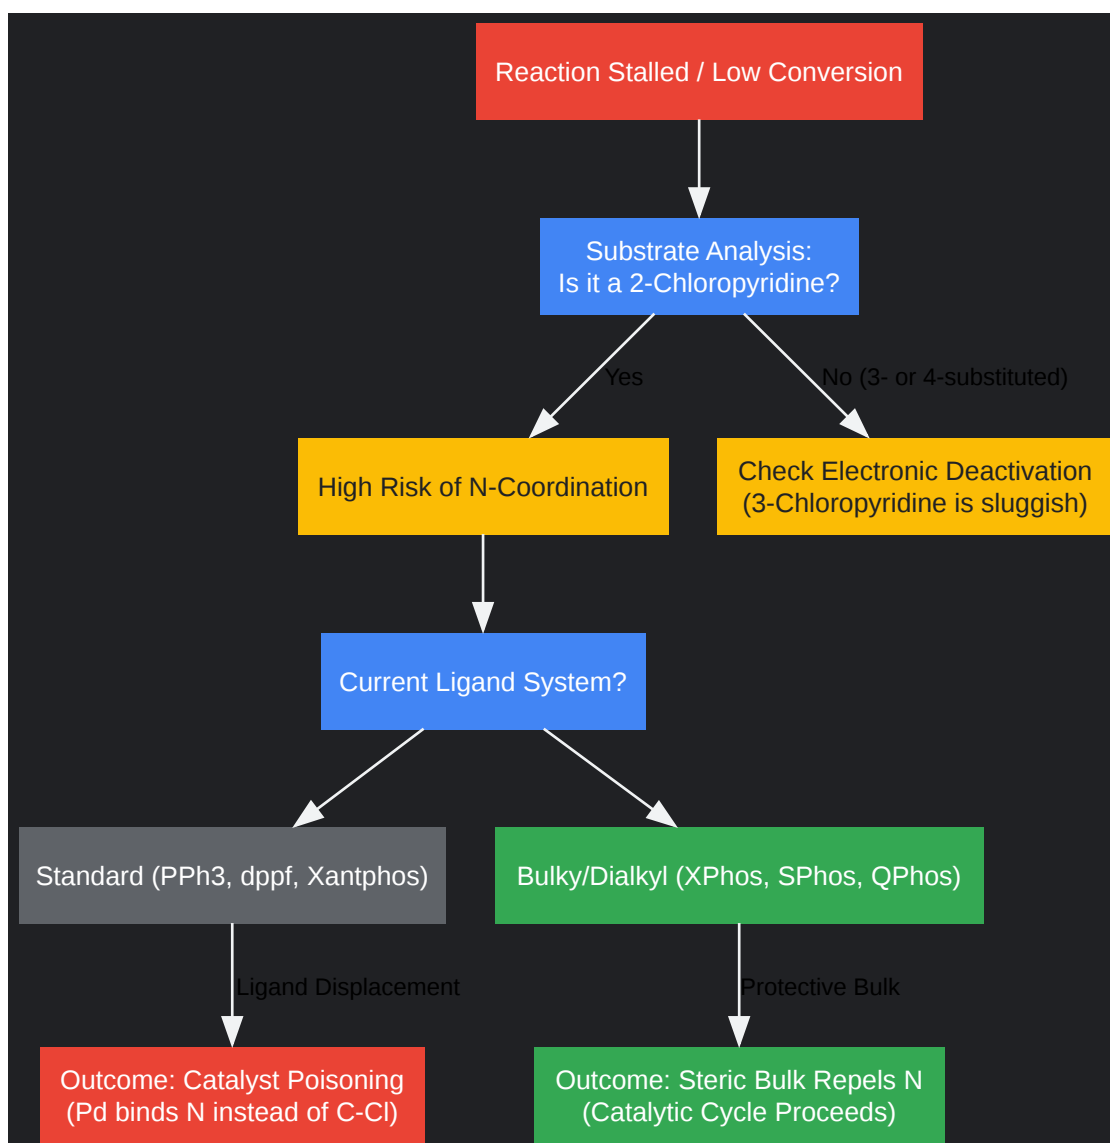 Reaction Stalled / Low Conversion
Substrate Analysis:
Is it a 2-Chloropyridine?
Yes
No (3- or 4-substituted)
High Risk of N-Coordination
Check Electronic Deactivation
(3-Chloropyridine is sluggish)
Current Ligand System?
Standard (PPh3, dppf, Xantphos)
Bulky/Dialkyl (XPhos, SPhos, QPhos)
Ligand Displacement
Protective Bulk
Outcome: Catalyst Poisoning
(Pd binds N instead of C-Cl)
Outcome: Steric Bulk Repels N
(Catalytic Cycle Proceeds)